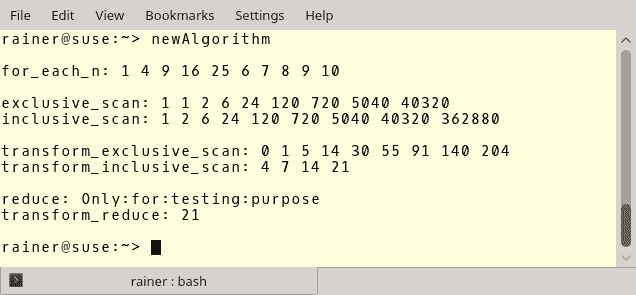 File Edit View Bookmarks Settings Help
rainer@suse:~> newAlgorithm
for_each_n: 1 4 9 16 25 6 7 8 9 10
exclusive_scan: 1 1 2 6 24 120 720 5040 40320
inclusive_scan: 1 2 6 24 120 720 5040 40320 362880
transform_exclusive_scan: 0 1 5 14 30 55 91 140 204
transform_inclusive_scan: 4 7 14 21
reduce: Only:for:testing:purpose
transform_reduce: 21
rainer@suse:~>
rainer : bash